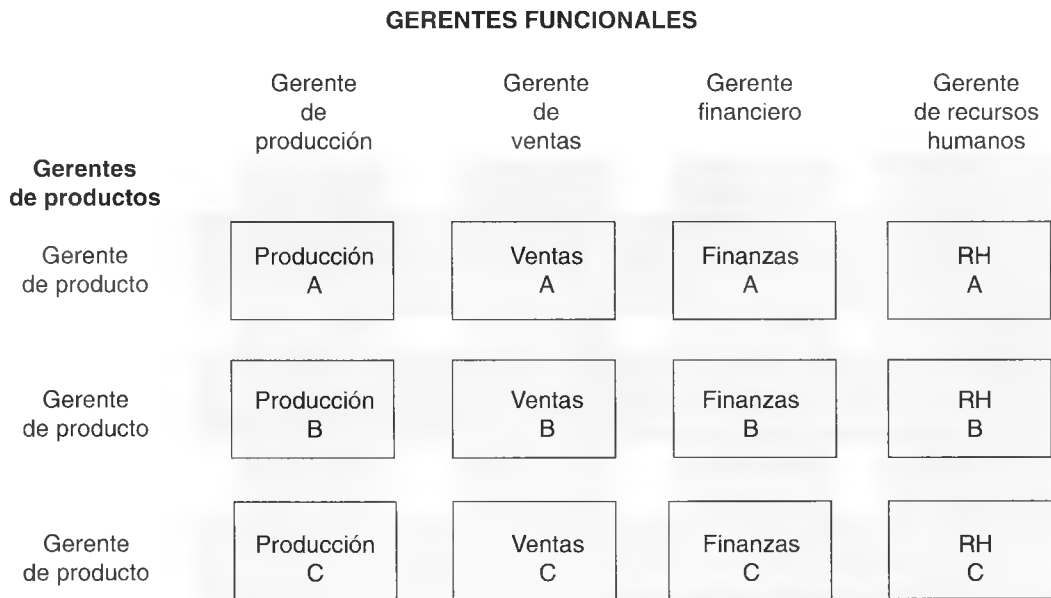 GERENTES FUNCIONALES
Gerente
de
producción
Gerente
de
ventas
Gerente
financiero
Gerente
de recursos
humanos
Gerentes
de productos
Gerente
de producto
Producción
A
Ventas
A
Finanzas
A
RH
A
Gerente
de producto
Producción
B
Ventas
B
Finanzas
B
RH
B
Gerente
de producto
Producción
C
Ventas
C
Finanzas
C
RH
C